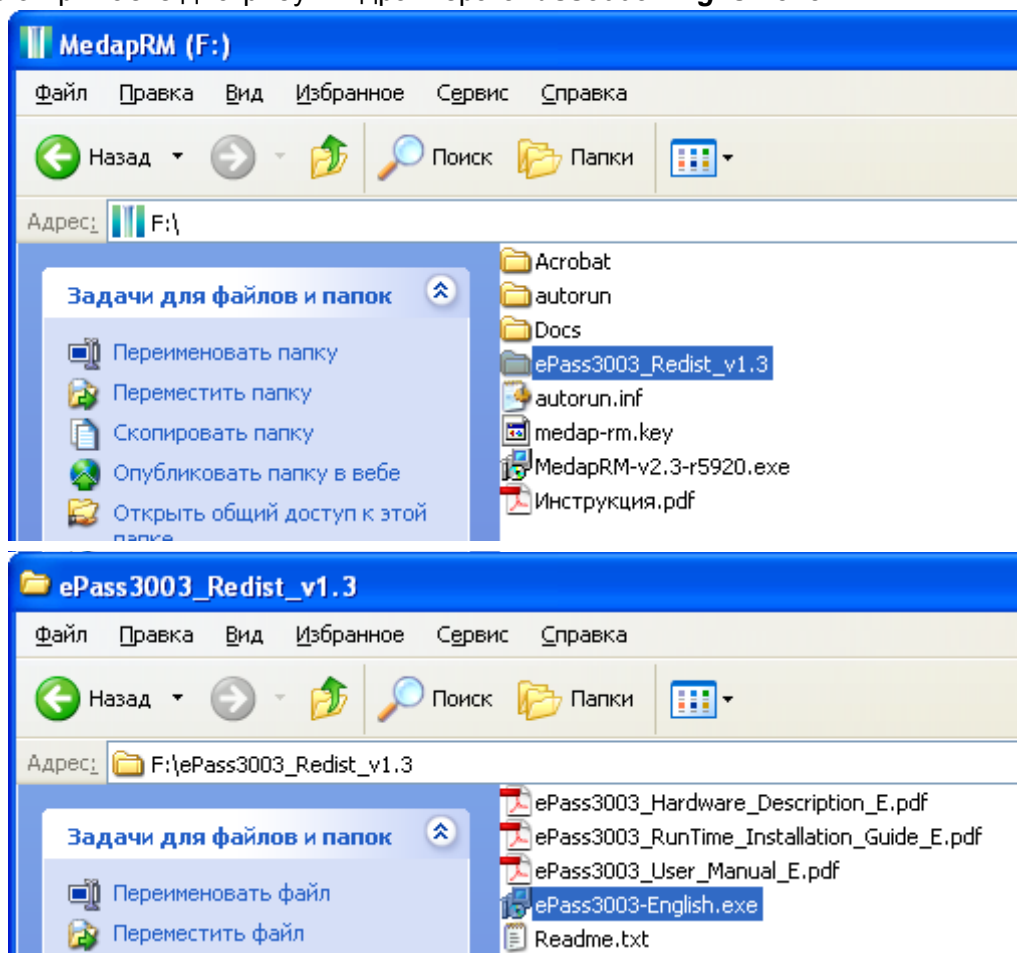 MedapRM (F:)
Файл Правка Вид Избранное Сервис Справка
Назад Поиск Папки
Адрес: F:\
Acrobat
autorun
Docs
ePass3003_Redist_v1.3
autorun.inf
medap-rm.key
MedapRM-v2.3-r5920.exe
Инструкция.pdf
Задачи для файлов и папок
Переименовать папку
Переместить папку
Скопировать папку
Опубликовать папку в вебе
Открыть общий доступ к этой
папке
ePass3003_Redist_v1.3
Файл Правка Вид Избранное Сервис Справка
Назад Поиск Папки
Адрес: F:\ePass3003_Redist_v1.3
ePass3003_Hardware_Description_E.pdf
ePass3003_RunTime_Installation_Guide_E.pdf
ePass3003_User_Manual_E.pdf
ePass3003-English.exe
Readme.txt
Задачи для файлов и папок
Переименовать файл
Переместить файл